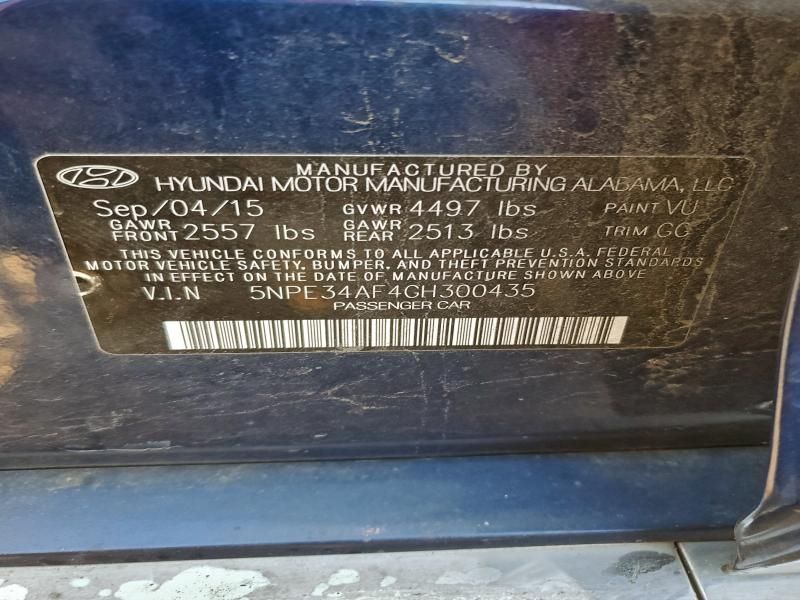 MANUFACTURED BY
HYUNDAI MOTOR MANUFACTURING ALABAMA, LLC
Sep/04/15 GVWR 4497 lbs PAINT VU
GAWR FRONT 2557 lbs GAWR REAR 2513 lbs TRIM GC
THIS VEHICLE CONFORMS TO ALL APPLICABLE U.S.A. FEDERAL
MOTOR VEHICLE SAFETY, BUMPER, AND THEFT PREVENTION STANDARDS
IN EFFECT ON THE DATE OF MANUFACTURE SHOWN ABOVE
V.I.N 5NPE34AF4GH300435
PASSENGER CAR